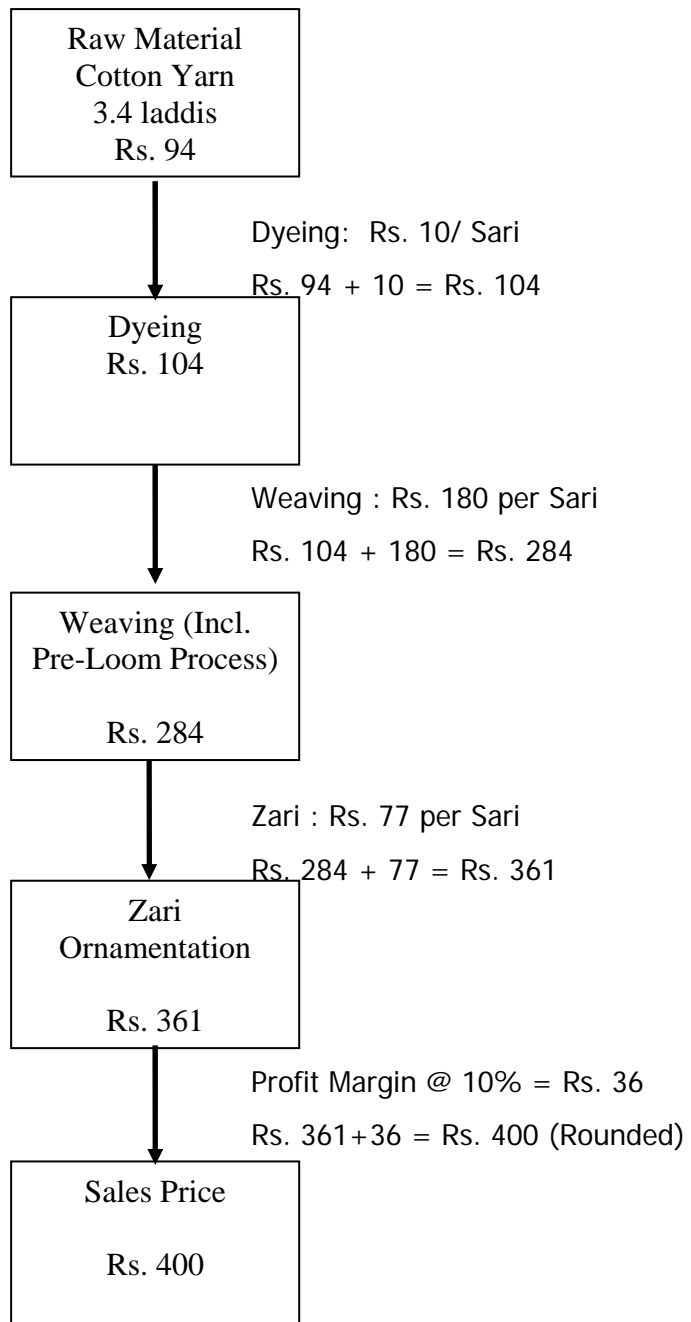 Raw Material
Cotton Yarn
3.4 laddis
Rs. 94
Dyeing:  Rs. 10/ Sari
Rs. 94 + 10 = Rs. 104
Dyeing
Rs. 104
Weaving : Rs. 180 per Sari
Rs. 104 + 180 = Rs. 284
Weaving (Incl.
Pre-Loom Process)
Rs. 284
Zari : Rs. 77 per Sari
Rs. 284 + 77 = Rs. 361
Zari
Ornamentation
Rs. 361
Profit Margin @ 10% = Rs. 36
Rs. 361+36 = Rs. 400 (Rounded)
Sales Price
Rs. 400